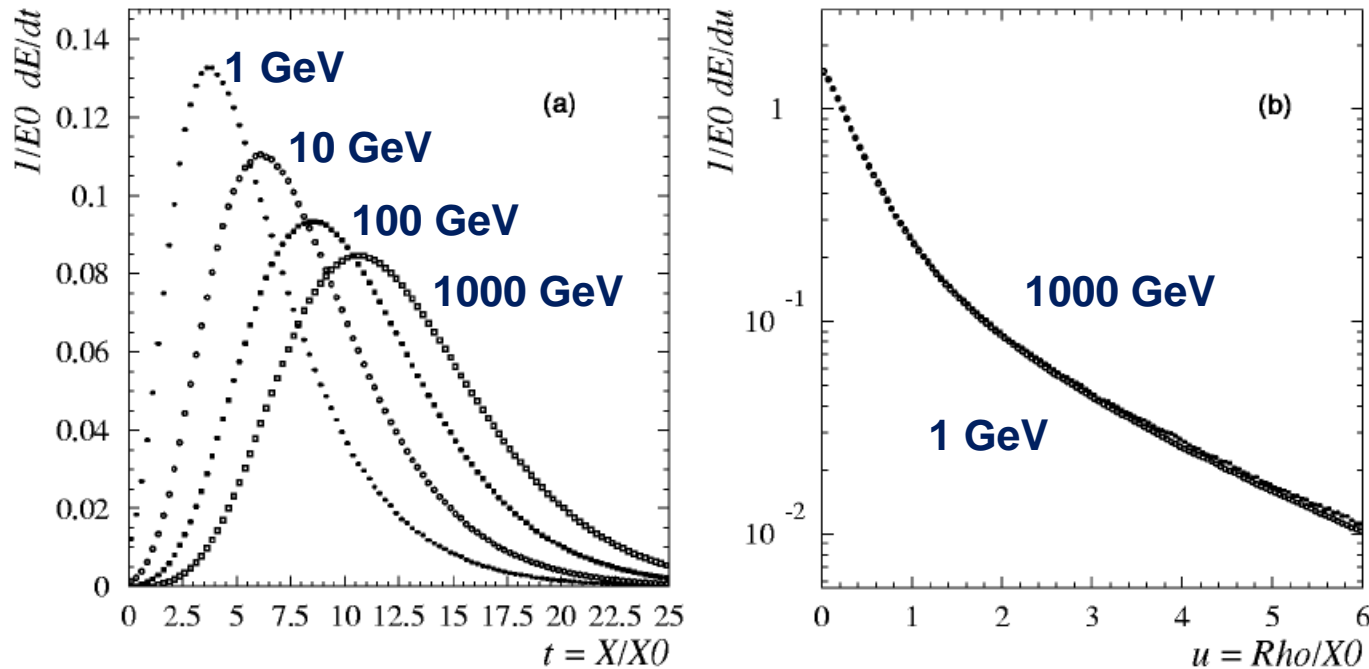 1/E0 dE/dt
0.14
0.12
0.1
0.08
0.06
0.04
0.02
0
1 GeV
10 GeV
100 GeV
1000 GeV
(a)
0 2.5 5 7.5 10 12.5 15 17.5 20 22.5 25
t = X/X0
1/E0 dE/du
1
10 -1
10 -2
(b)
1000 GeV
1 GeV
0 1 2 3 4 5 6
u = Rho/X0